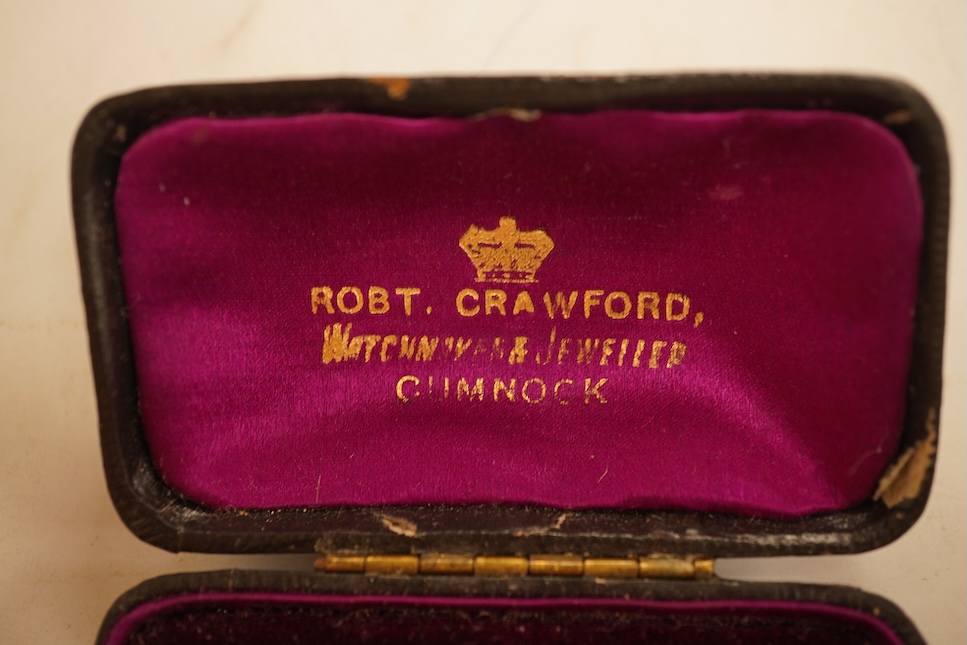 ROBT. CRAWFORD,
WATCHMAKER & JEWELLER
CUMNOCK